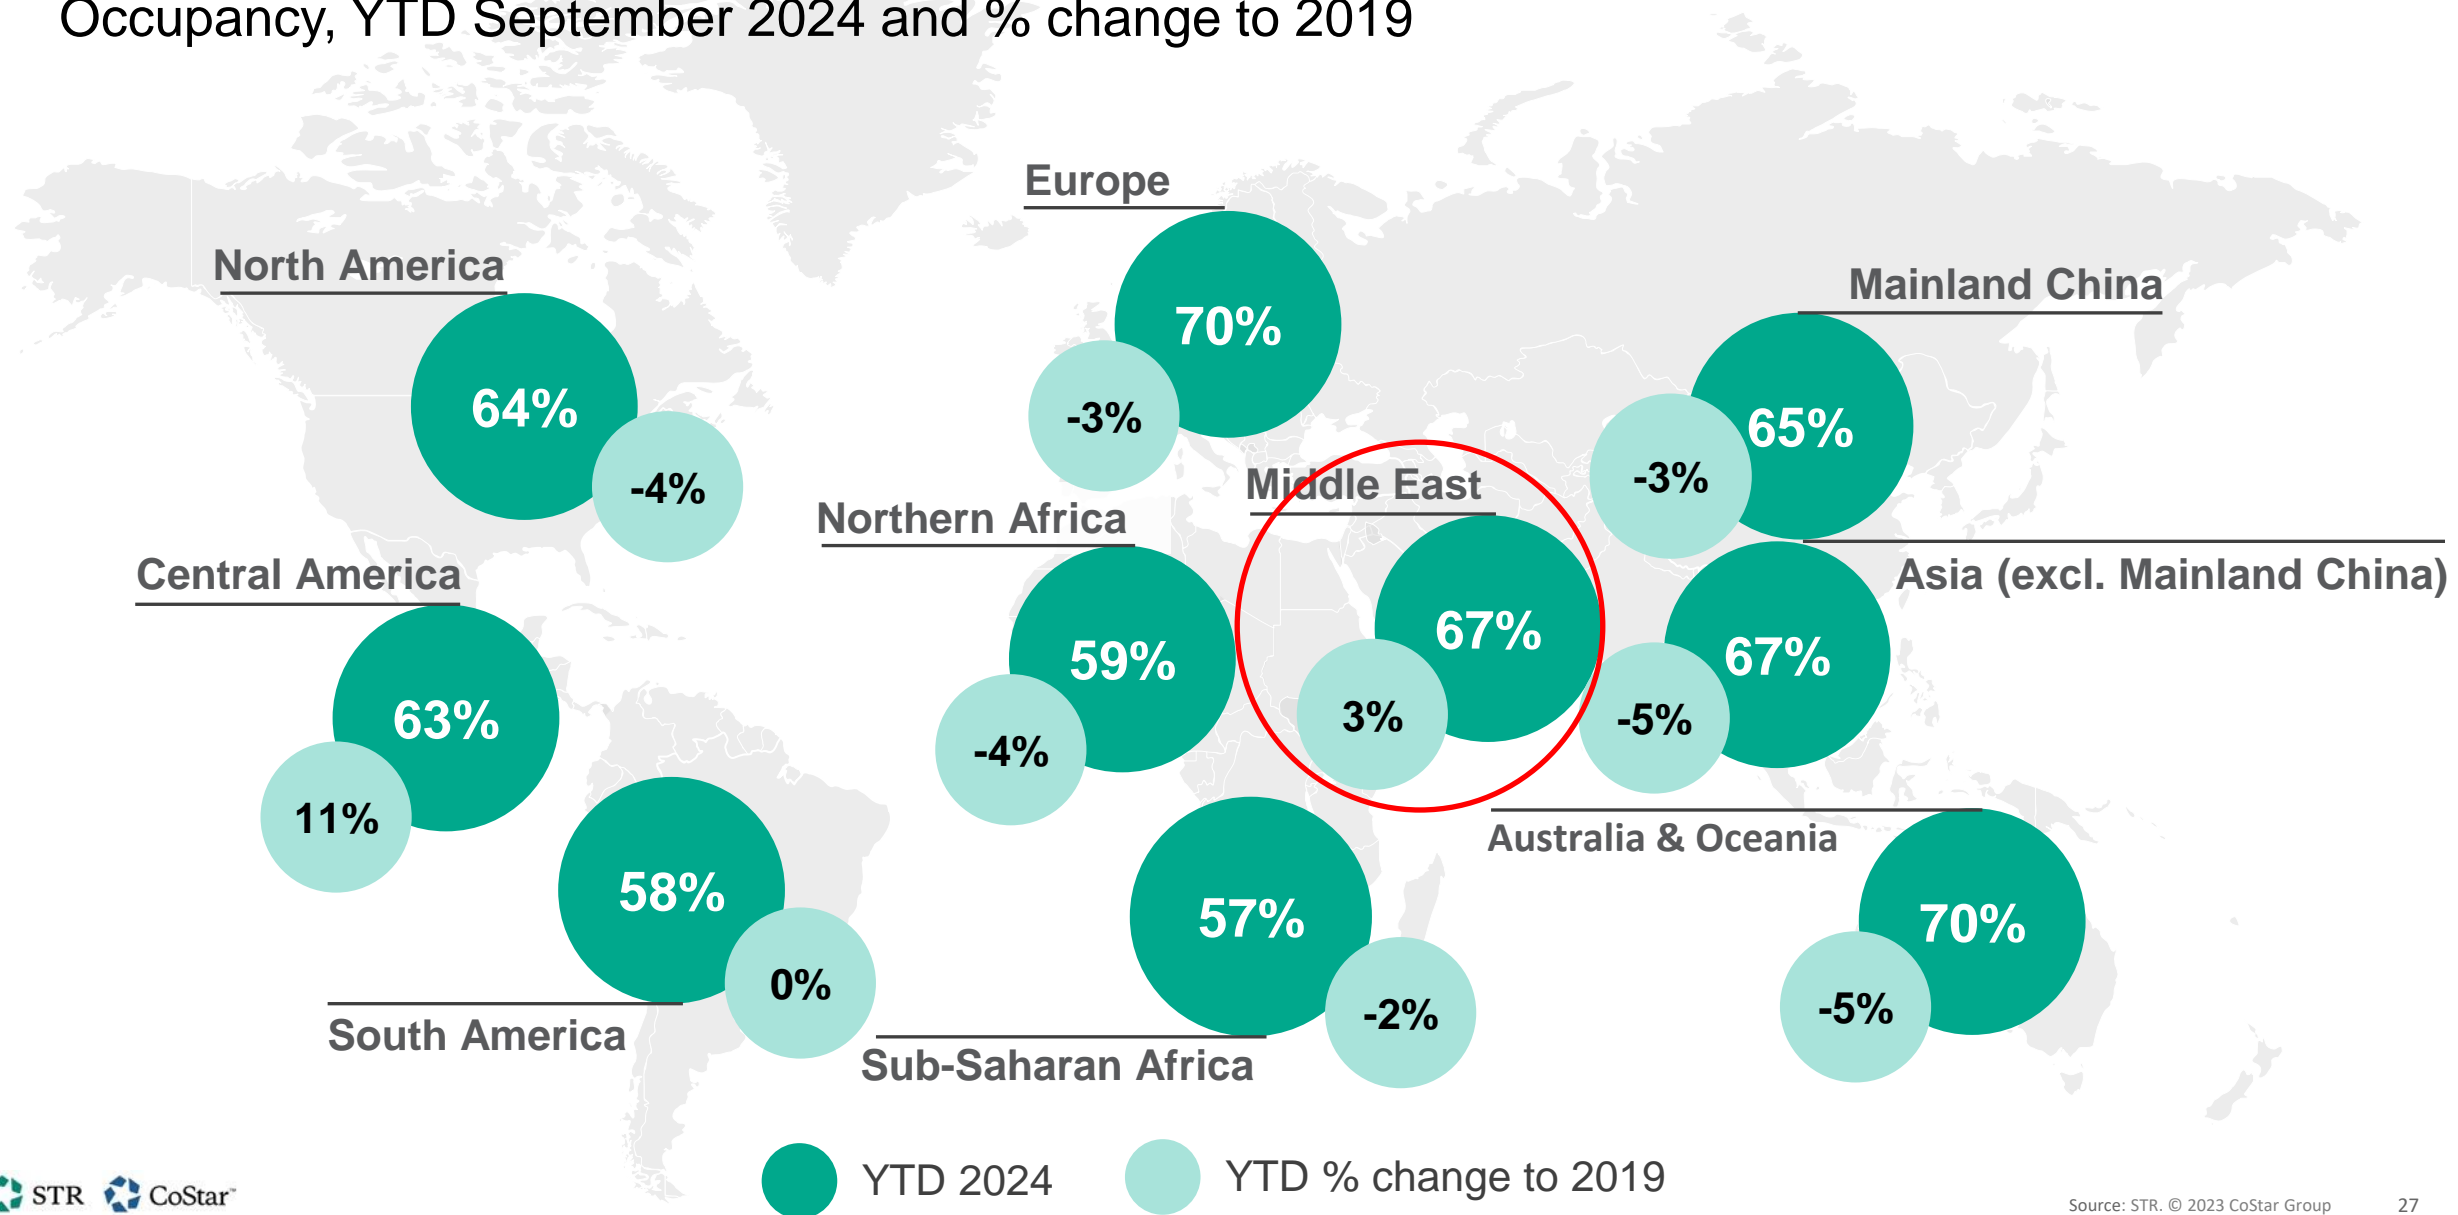 Occupancy, YTD September 2024 and % change to 2019
Europe
70%
-3%
North America
64%
-4%
Mainland China
65%
-3%
Middle East
67%
3%
Northern Africa
59%
-4%
Central America
63%
11%
Asia (excl. Mainland China)
67%
-5%
58%
0%
South America
57%
-2%
Sub-Saharan Africa
Australia & Oceania
70%
-5%
YTD 2024
YTD % change to 2019
STR CoStar™
Source: STR. © 2023 CoStar Group
27